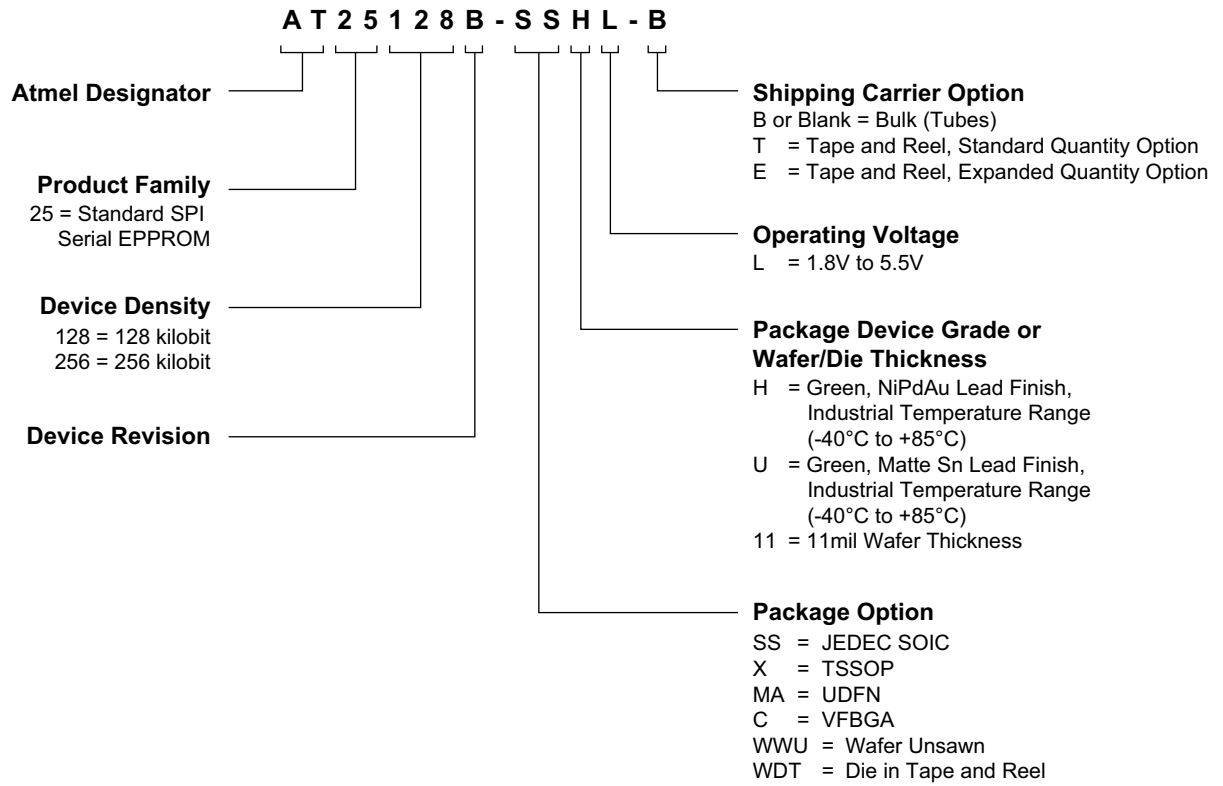 A T 2 5 1 2 8 B - S S H L - B
Atmel Designator
Product Family
25 = Standard SPI
Serial EPPROM
Device Density
128 = 128 kilobit
256 = 256 kilobit
Device Revision
Shipping Carrier Option
B or Blank = Bulk (Tubes)
T = Tape and Reel, Standard Quantity Option
E = Tape and Reel, Expanded Quantity Option
Operating Voltage
L = 1.8V to 5.5V
Package Device Grade or
Wafer/Die Thickness
H = Green, NiPdAu Lead Finish,
Industrial Temperature Range
(-40°C to +85°C)
U = Green, Matte Sn Lead Finish,
Industrial Temperature Range
(-40°C to +85°C)
11 = 11mil Wafer Thickness
Package Option
SS = JEDEC SOIC
X = TSSOP
MA = UDFN
C = VFBGA
WWU = Wafer Unsawn
WDT = Die in Tape and Reel